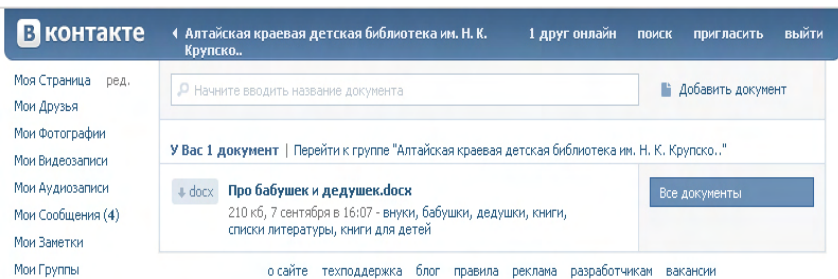 В контакте
Алтайская краевая детская библиотека им. Н. К. Крупско..
1 друг онлайн поиск пригласить выйти
Моя Страница ред.
Мои Друзья
Мои Фотографии
Мои Видеозаписи
Мои Аудиозаписи
Мои Сообщения (4)
Мои Заметки
Мои Группы
Начните вводить название документа
Добавить документ
У Вас 1 документ | Перейти к группе "Алтайская краевая детская библиотека им. Н. К. Крупско.."
docx Про бабушек и дедушек.docx
210 кб, 7 сентября в 16:07 - внуки, бабушки, дедушки, книги,
списки литературы, книги для детей
Все документы
о сайте техподдержка блог правила реклама разработчикам вакансии